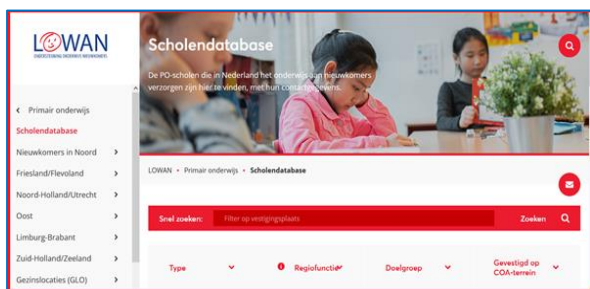 LOWAN
ONDERSTEUNING ONDERWIJS NIEUWKOMERS
Primair onderwijs
Scholendatabase
Nieuwkomers in Noord
Friesland/Flevoland
Noord-Holland/Utrecht
Oost
Limburg-Brabant
Zuid-Holland/Zeeland
Gezinslocaties (GLO)
Scholendatabase
De PO-scholen die in Nederland het onderwijs aan nieuwkomers
verzorgen zijn hier te vinden, met hun contactgegevens.
LOWAN • Primair onderwijs • Scholendatabase
Snel zoeken: Filter op vestigingsplaats Zoeken
Type
Regiofunctie
Doelgroep
Gevestigd op
COA-terrein